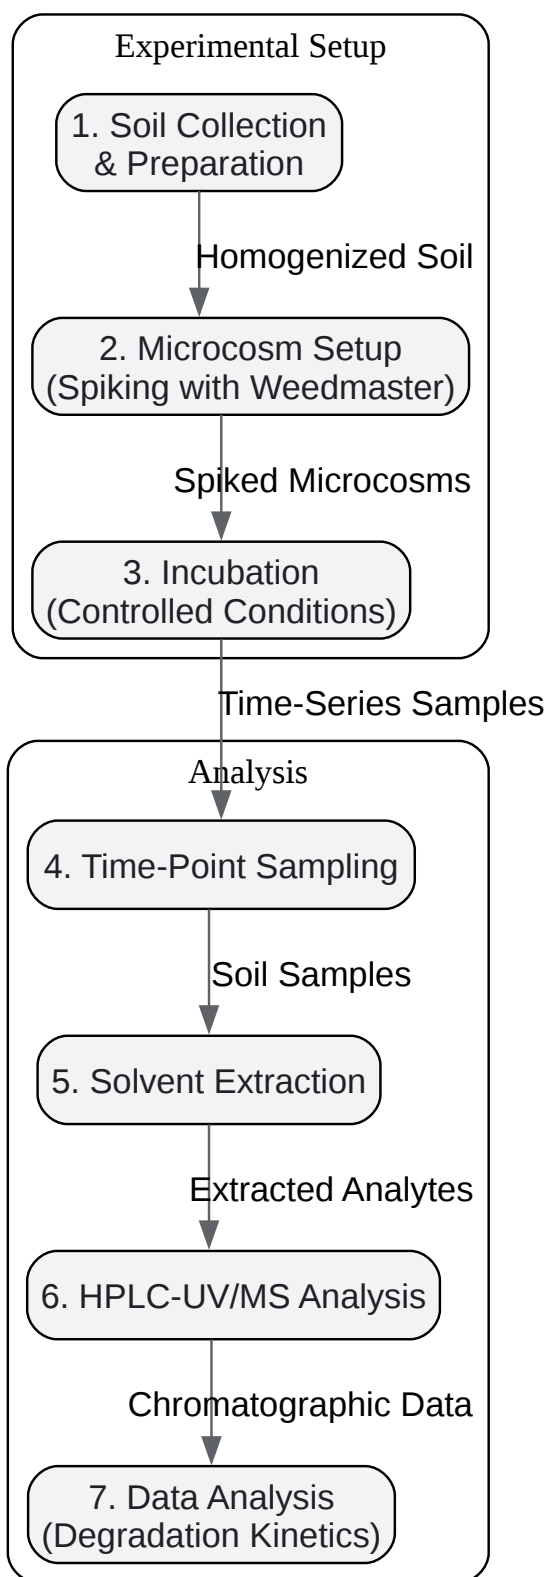 Experimental Setup
1. Soil Collection
& Preparation
Homogenized Soil
2. Microcosm Setup
(Spiking with Weedmaster)
Spiked Microcosms
3. Incubation
(Controlled Conditions)
Time-Series Samples
Analysis
4. Time-Point Sampling
Soil Samples
5. Solvent Extraction
Extracted Analytes
6. HPLC-UV/MS Analysis
Chromatographic Data
7. Data Analysis
(Degradation Kinetics)